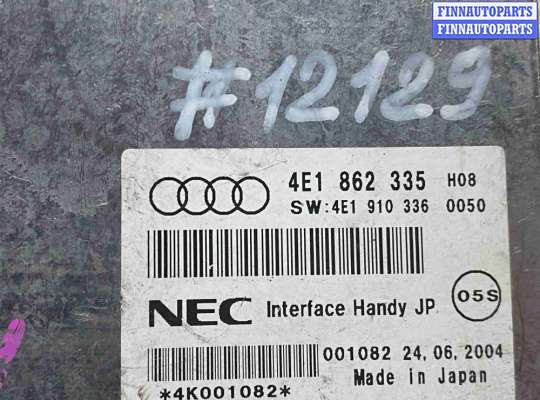 FINNAUTOPARTS
FINNAUTOPARTS
#12129
4E1 862 335 H08
SW:4E1 910 336 0050
NEC Interface Handy JP 05S
001082 24.06.2004
*4K001082* Made in Japan